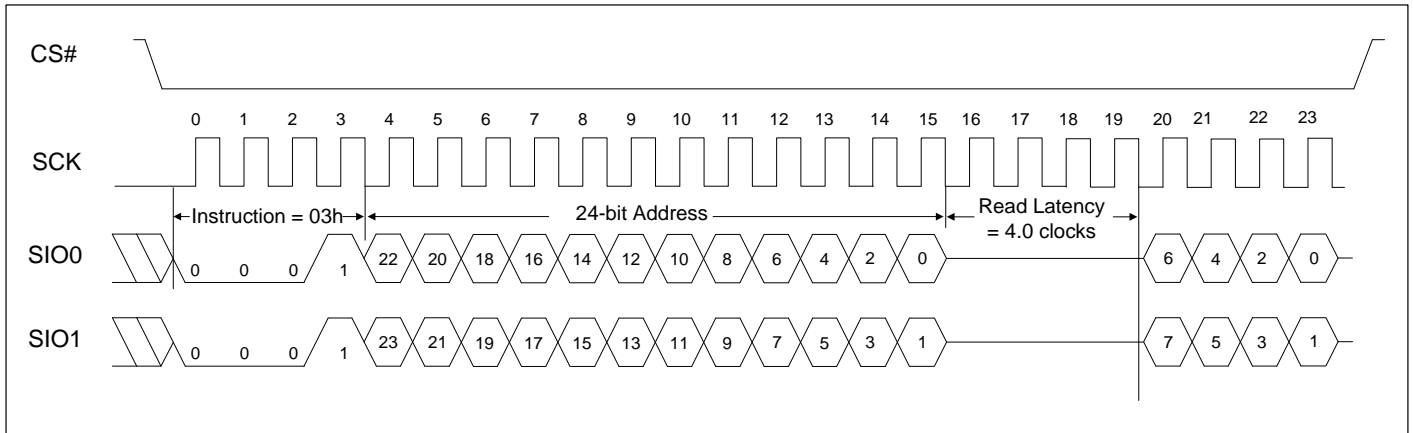 CS#
0 1 2 3 4 5 6 7 8 9 10 11 12 13 14 15 16 17 18 19 20 21 22 23
SCK
Instruction = 03h
24-bit Address
Read Latency
= 4.0 clocks
SIO0
0 0 0 1 22 20 18 16 14 12 10 8 6 4 2 0 6 4 2 0
SIO1
0 0 0 1 23 21 19 17 15 13 11 9 7 5 3 1 7 5 3 1